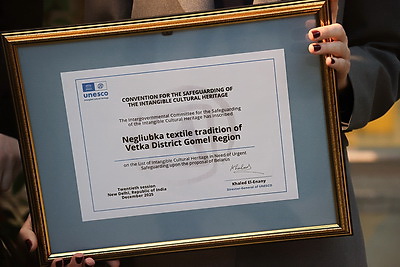 unesco
CONVENTION FOR THE SAFEGUARDING
OF THE INTANGIBLE CULTURAL HERITAGE
The Intergovernmental Committee for the Safeguarding
of the Intangible Cultural Heritage has inscribed
Negliubka textile tradition of
Vetka District Gomel Region
on the List of Intangible Cultural Heritage in Need of Urgent
Safeguarding upon the proposal of Belarus
Twentieth session
New Delhi, Republic of India
December 2025
Khaled El-Enany
Director-General of UNESCO